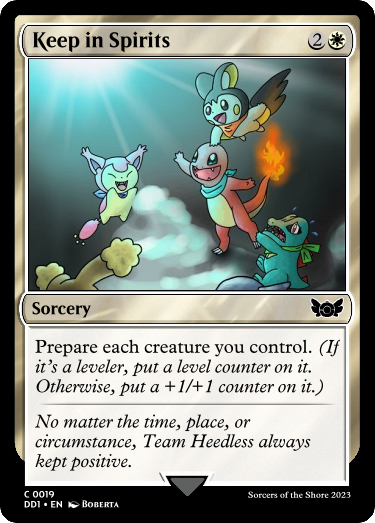 Keep in Spirits 2
Sorcery
Prepare each creature you control. (If
it's a leveler, put a level counter on it.
Otherwise, put a +1/+1 counter on it.)
No matter the time, place, or
circumstance, Team Heedless always
kept positive.
C 0019
DD1 • EN Boberta
Sorcers of the Shore 2023